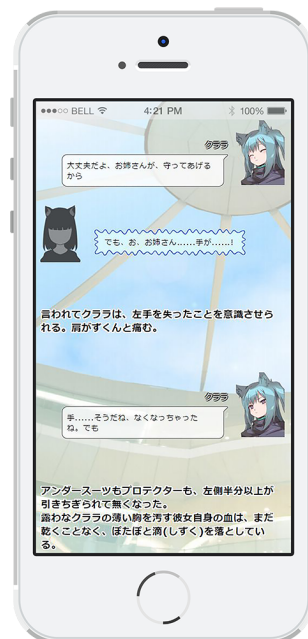 ●●●○○ BELL 4:21 PM 100%
クララ
大丈夫だよ、お姉さんが、守ってあげる
から
でも、お、お姉さん……手が……!
言われてクララは、左手を失ったことを意識させら
れる。肩がずくんと痛む。
クララ
手……そうだね、なくなっちゃった
ね。でも
アンダースーツもプロテクターも、左側半分以上が
引きちぎられて無くなった。
露わなクララの薄い胸を汚す彼女自身の血は、まだ
乾くことなく、ぽたぽと滴(しずく)を落としてい
る。